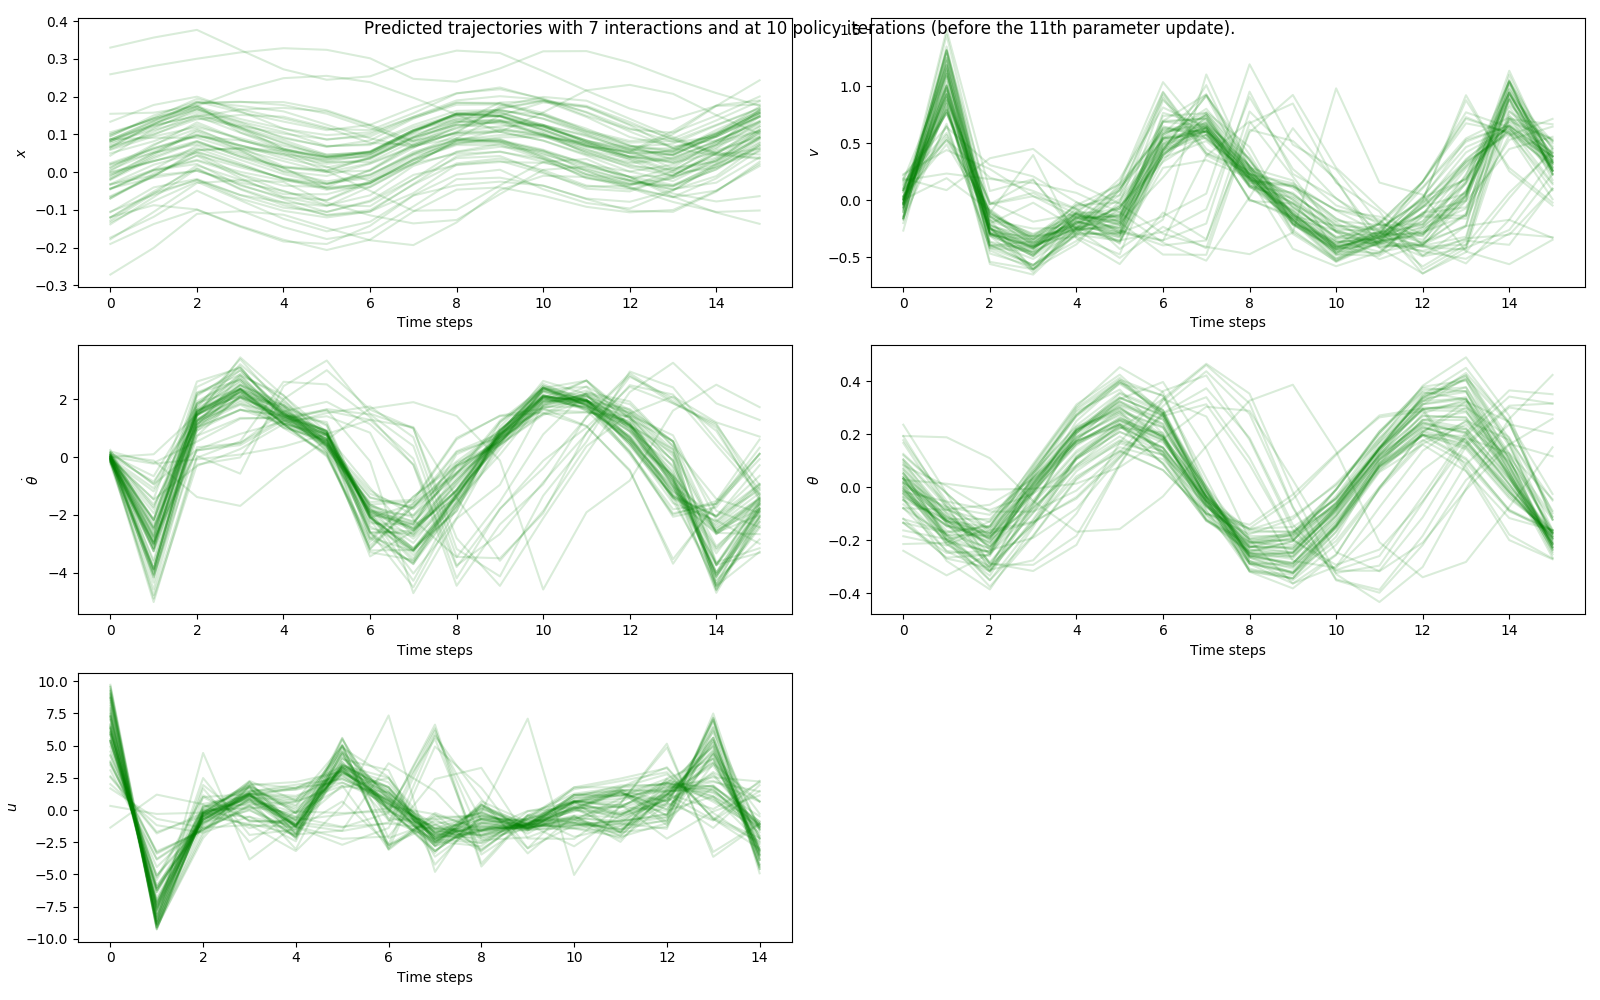 Predicted trajectories with 7 interactions and at 10 policy iterations (before the 11th parameter update).
0.4
0.3
0.2
0.1
0.0
−0.1
−0.2
−0.3
x
0 2 4 6 8 10 12 14
Time steps
1.5
1.0
0.5
0.0
−0.5
v
0 2 4 6 8 10 12 14
Time steps
2
0
−2
−4
θ̇
0 2 4 6 8 10 12 14
Time steps
0.4
0.2
0.0
−0.2
−0.4
θ
0 2 4 6 8 10 12 14
Time steps
10.0
7.5
5.0
2.5
0.0
−2.5
−5.0
−7.5
−10.0
u
0 2 4 6 8 10 12 14
Time steps